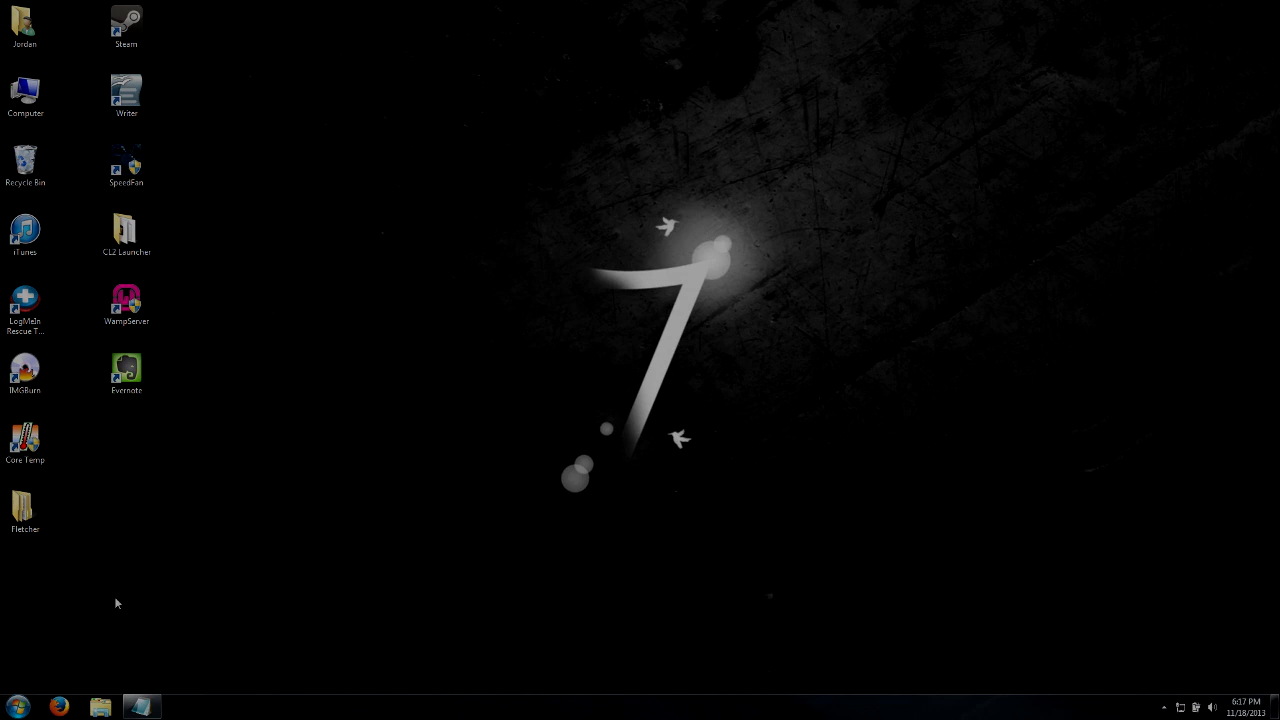 Jordan
Steam
Computer
Writer
Recycle Bin
SpeedFan
iTunes
CL2 Launcher
LogMeIn
Rescue T...
WampServer
IMGBurn
Evernote
Core Temp
Fletcher
7
6:17 PM
11/18/2013